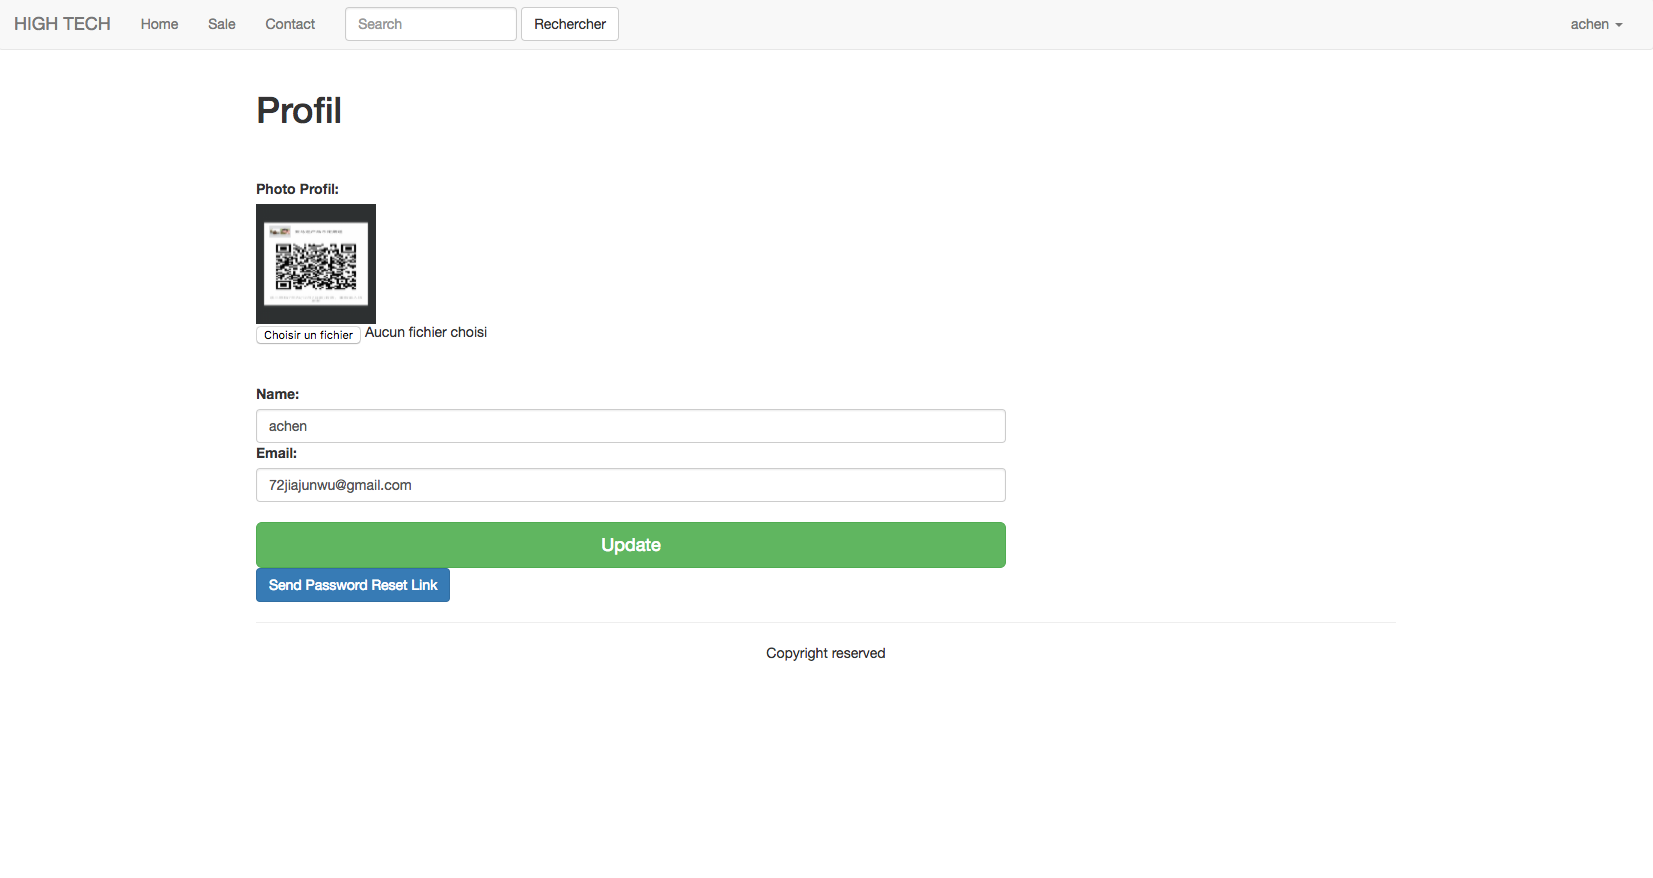 HIGH TECH Home Sale Contact Search Rechercher achen
Profil
Photo Profil:
Choisir un fichier Aucun fichier choisi
Name:
achen
Email:
72jiajunwu@gmail.com
Update
Send Password Reset Link
Copyright reserved